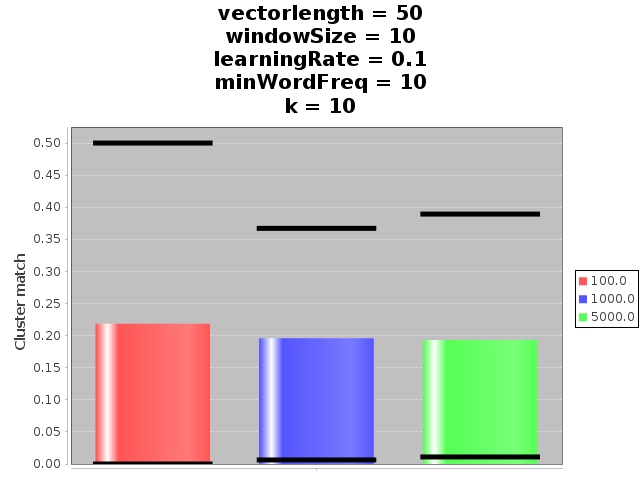 vectorlength = 50
windowSize = 10
learningRate = 0.1
minWordFreq = 10
k = 10
Cluster match
0.50
0.45
0.40
0.35
0.30
0.25
0.20
0.15
0.10
0.05
0.00
100.0
1000.0
5000.0